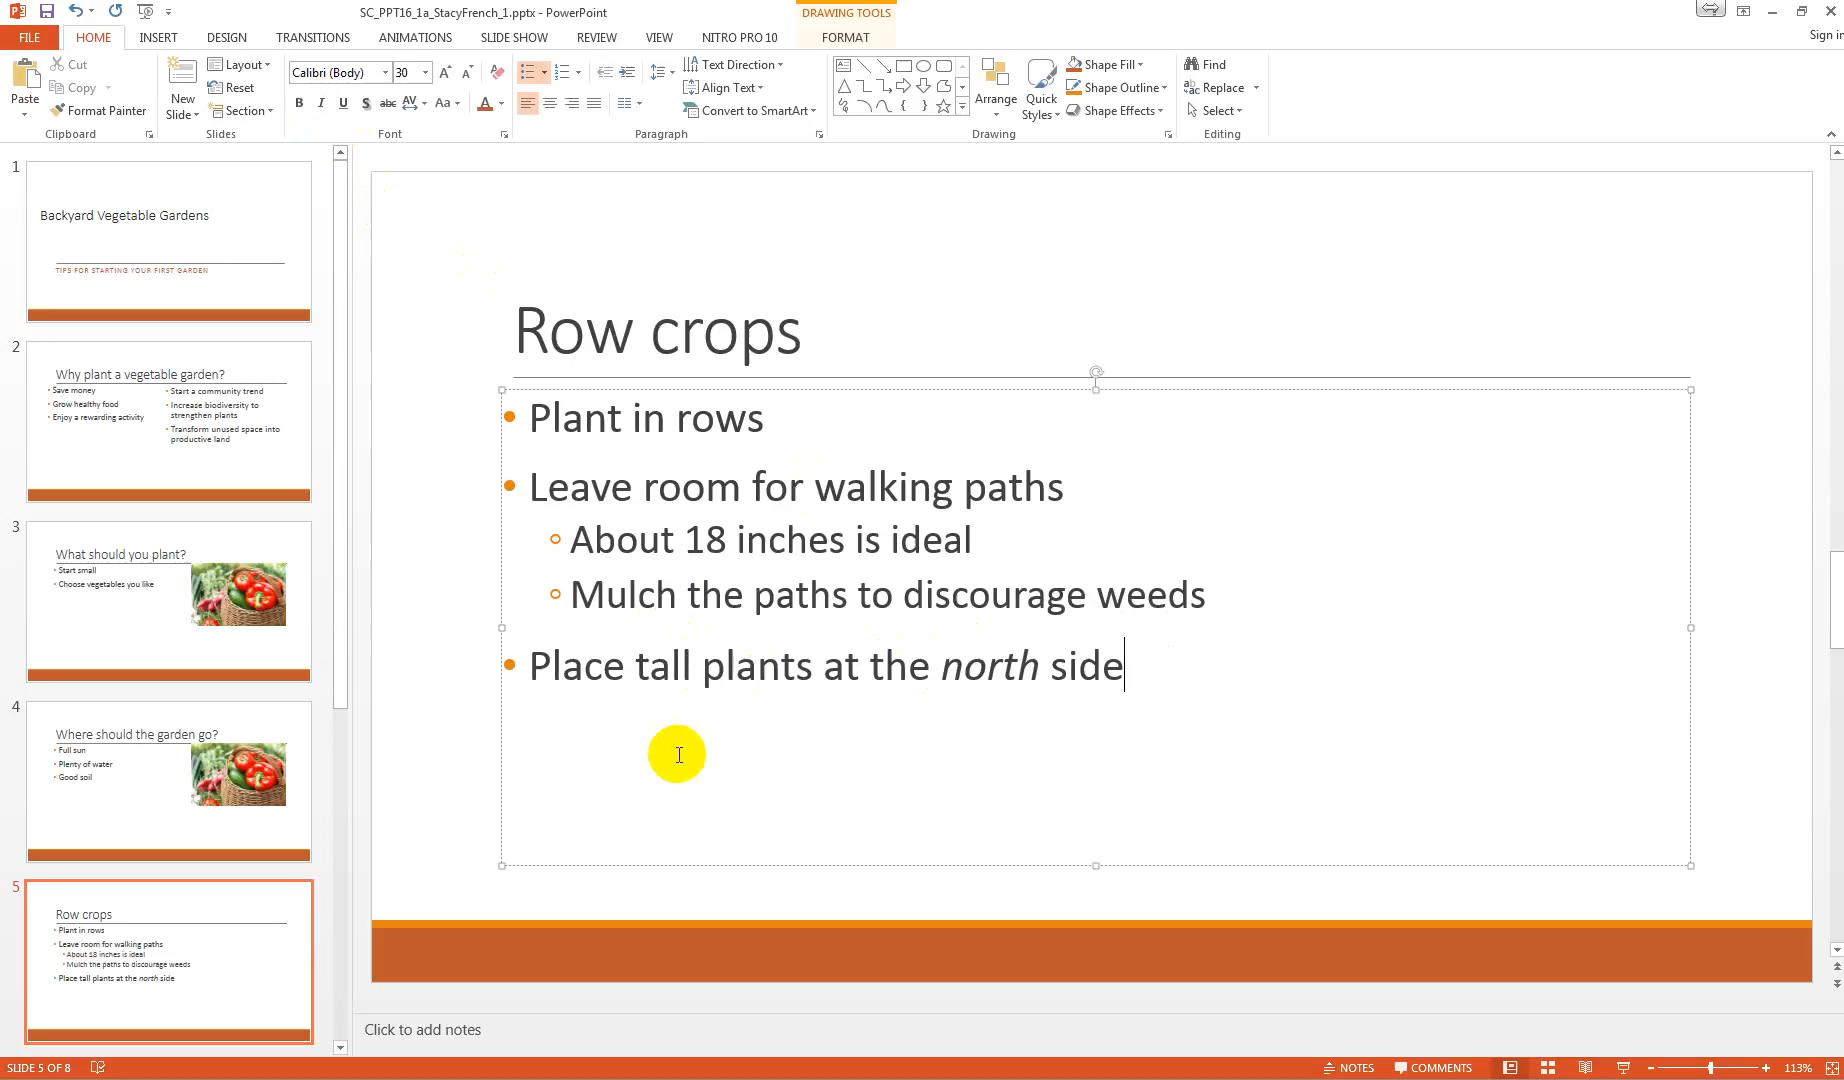 SC_PPT16_1a_StacyFrench_1.pptx - PowerPoint
DRAWING TOOLS
FILE
HOME
INSERT
DESIGN
TRANSITIONS
ANIMATIONS
SLIDE SHOW
REVIEW
VIEW
NITRO PRO 10
FORMAT
Sign in
Paste
Cut
Copy
Format Painter
Clipboard
New Slide
Layout
Reset
Section
Slides
Calibri (Body)
30
Font
Text Direction
Align Text
Convert to SmartArt
Paragraph
Arrange
Quick Styles
Shape Fill
Shape Outline
Shape Effects
Drawing
Find
Replace
Select
Editing
1
Backyard Vegetable Gardens
TIPS FOR STARTING YOUR FIRST GARDEN
2
Why plant a vegetable garden?
• Save money
• Grow healthy food
• Enjoy a rewarding activity
• Start a community trend
• Increase biodiversity to
strengthen plants
• Transform unused space into
productive land
3
What should you plant?
• Start small
• Choose vegetables you like
4
Where should the garden go?
• Full sun
• Plenty of water
• Good soil
5
Row crops
• Plant in rows
• Leave room for walking paths
◦ About 18 inches is ideal
◦ Mulch the paths to discourage weeds
• Place tall plants at the north side
Row crops
• Plant in rows
• Leave room for walking paths
◦ About 18 inches is ideal
◦ Mulch the paths to discourage weeds
• Place tall plants at the north side
Click to add notes
SLIDE 5 OF 8
NOTES
COMMENTS
113%